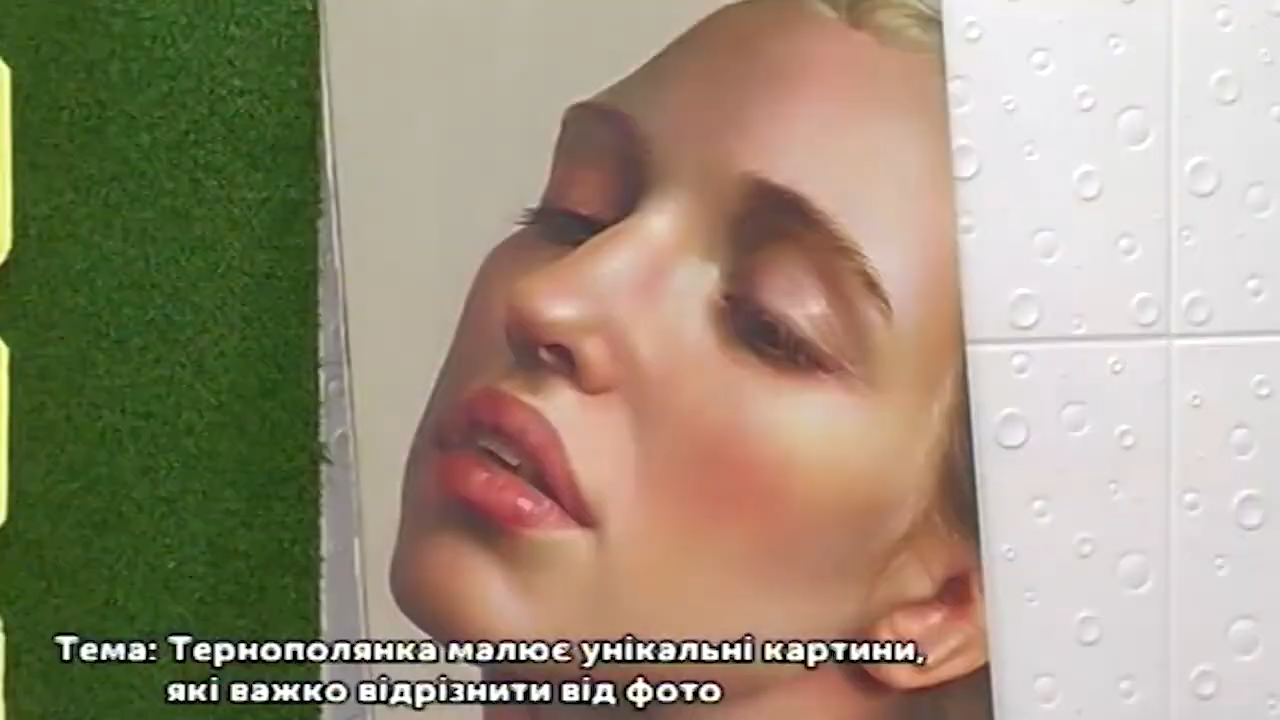 Тема: Тернополянка малює унікальні картини,
які важко відрізнити від фото